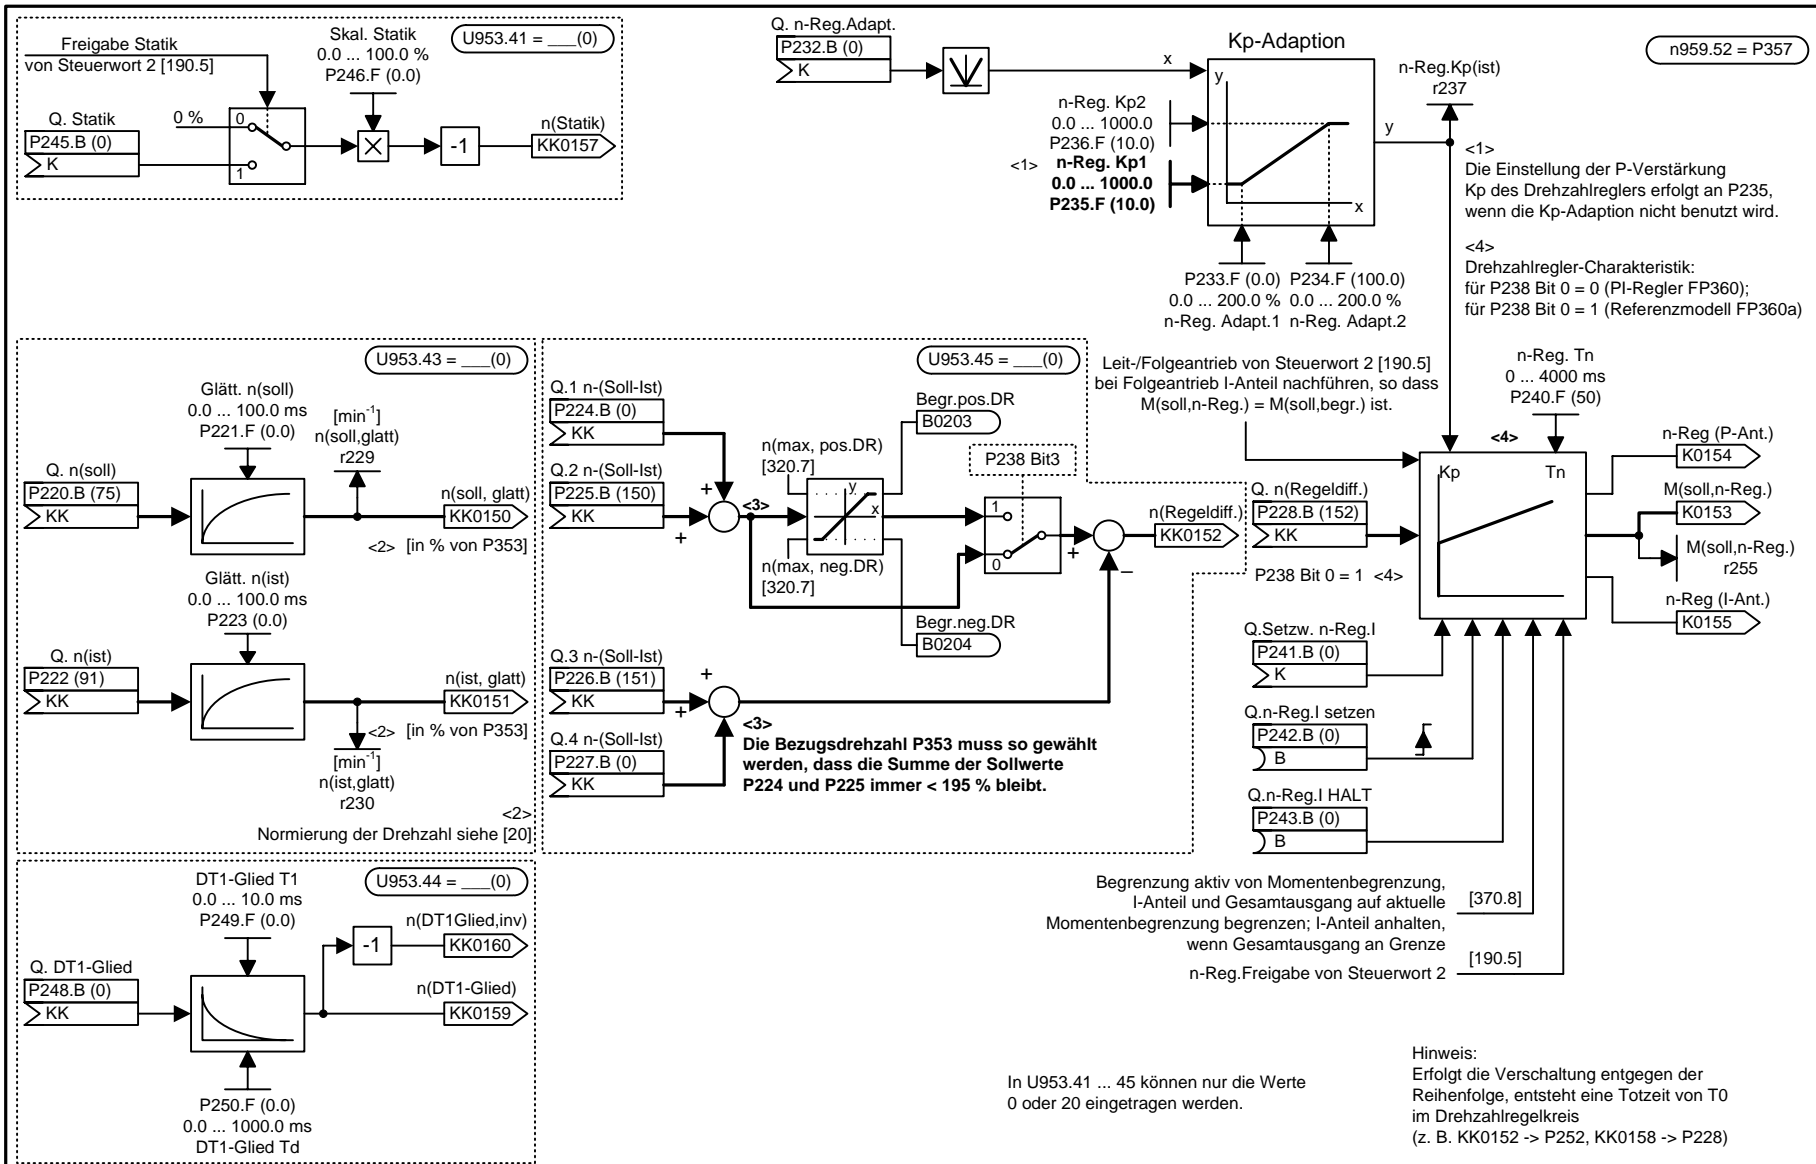 Freigabe Statik
von Steuerwort 2 [190.5]
Skal. Statik
0.0 ... 100.0 %
P246.F (0.0)
U953.41 = ___(0)
Q. Statik
P245.B (0)
K
0 %
0
1
-1
n(Statik)
KK0157
Q. n-Reg.Adapt.
P232.B (0)
K
x
Kp-Adaption
y
x
y
n-Reg. Kp2
0.0 ... 1000.0
P236.F (10.0)
<1>
n-Reg. Kp1
0.0 ... 1000.0
P235.F (10.0)
P233.F (0.0)
0.0 ... 200.0 %
n-Reg. Adapt.1
P234.F (100.0)
0.0 ... 200.0 %
n-Reg. Adapt.2
n-Reg.Kp(ist)
r237
n959.52 = P357
<1>
Die Einstellung der P-Verstärkung
Kp des Drehzahlreglers erfolgt an P235,
wenn die Kp-Adaption nicht benutzt wird.
<4>
Drehzahlregler-Charakteristik:
für P238 Bit 0 = 0 (PI-Regler FP360);
für P238 Bit 0 = 1 (Referenzmodell FP360a)
U953.43 = ___(0)
Glätt. n(soll)
0.0 ... 100.0 ms
P221.F (0.0)
[min-1]
n(soll,glatt)
r229
Q. n(soll)
P220.B (75)
KK
n(soll, glatt)
KK0150
<2> [in % von P353]
Glätt. n(ist)
0.0 ... 100.0 ms
P223 (0.0)
Q. n(ist)
P222 (91)
KK
n(ist, glatt)
KK0151
<2> [in % von P353]
[min-1]
n(ist,glatt)
r230
<2>
Normierung der Drehzahl siehe [20]
U953.45 = ___(0)
Q.1 n-(Soll-Ist)
P224.B (0)
KK
Q.2 n-(Soll-Ist)
P225.B (150)
KK
+
+
<3>
n(max, pos.DR)
[320.7]
y
x
n(max, neg.DR)
[320.7]
Begr.pos.DR
B0203
P238 Bit3
1
0
Begr.neg.DR
B0204
+
–
n(Regeldiff.)
KK0152
Q.3 n-(Soll-Ist)
P226.B (151)
KK
+
+
Q.4 n-(Soll-Ist)
P227.B (0)
KK
<3>
Die Bezugsdrehzahl P353 muss so gewählt
werden, dass die Summe der Sollwerte
P224 und P225 immer < 195 % bleibt.
Leit-/Folgeantrieb von Steuerwort 2 [190.5]
bei Folgeantrieb I-Anteil nachführen, so dass
M(soll,n-Reg.) = M(soll,begr.) ist.
n-Reg. Tn
0 ... 4000 ms
P240.F (50)
<4>
Kp
Tn
Q. n(Regeldiff.)
P228.B (152)
KK
P238 Bit 0 = 1 <4>
n-Reg (P-Ant.)
K0154
M(soll,n-Reg.)
K0153
M(soll,n-Reg.)
r255
n-Reg (I-Ant.)
K0155
Q.Setzw. n-Reg.I
P241.B (0)
K
Q.n-Reg.I setzen
P242.B (0)
B
Q.n-Reg.I HALT
P243.B (0)
B
Begrenzung aktiv von Momentenbegrenzung,
I-Anteil und Gesamtausgang auf aktuelle
Momentenbegrenzung begrenzen; I-Anteil anhalten,
wenn Gesamtausgang an Grenze
[370.8]
n-Reg.Freigabe von Steuerwort 2
[190.5]
U953.44 = ___(0)
DT1-Glied T1
0.0 ... 10.0 ms
P249.F (0.0)
Q. DT1-Glied
P248.B (0)
KK
-1
n(DT1Glied,inv)
KK0160
n(DT1-Glied)
KK0159
P250.F (0.0)
0.0 ... 1000.0 ms
DT1-Glied Td
In U953.41 ... 45 können nur die Werte
0 oder 20 eingetragen werden.
Hinweis:
Erfolgt die Verschaltung entgegen der
Reihenfolge, entsteht eine Totzeit von T0
im Drehzahlregelkreis
(z. B. KK0152 -> P252, KK0158 -> P228)